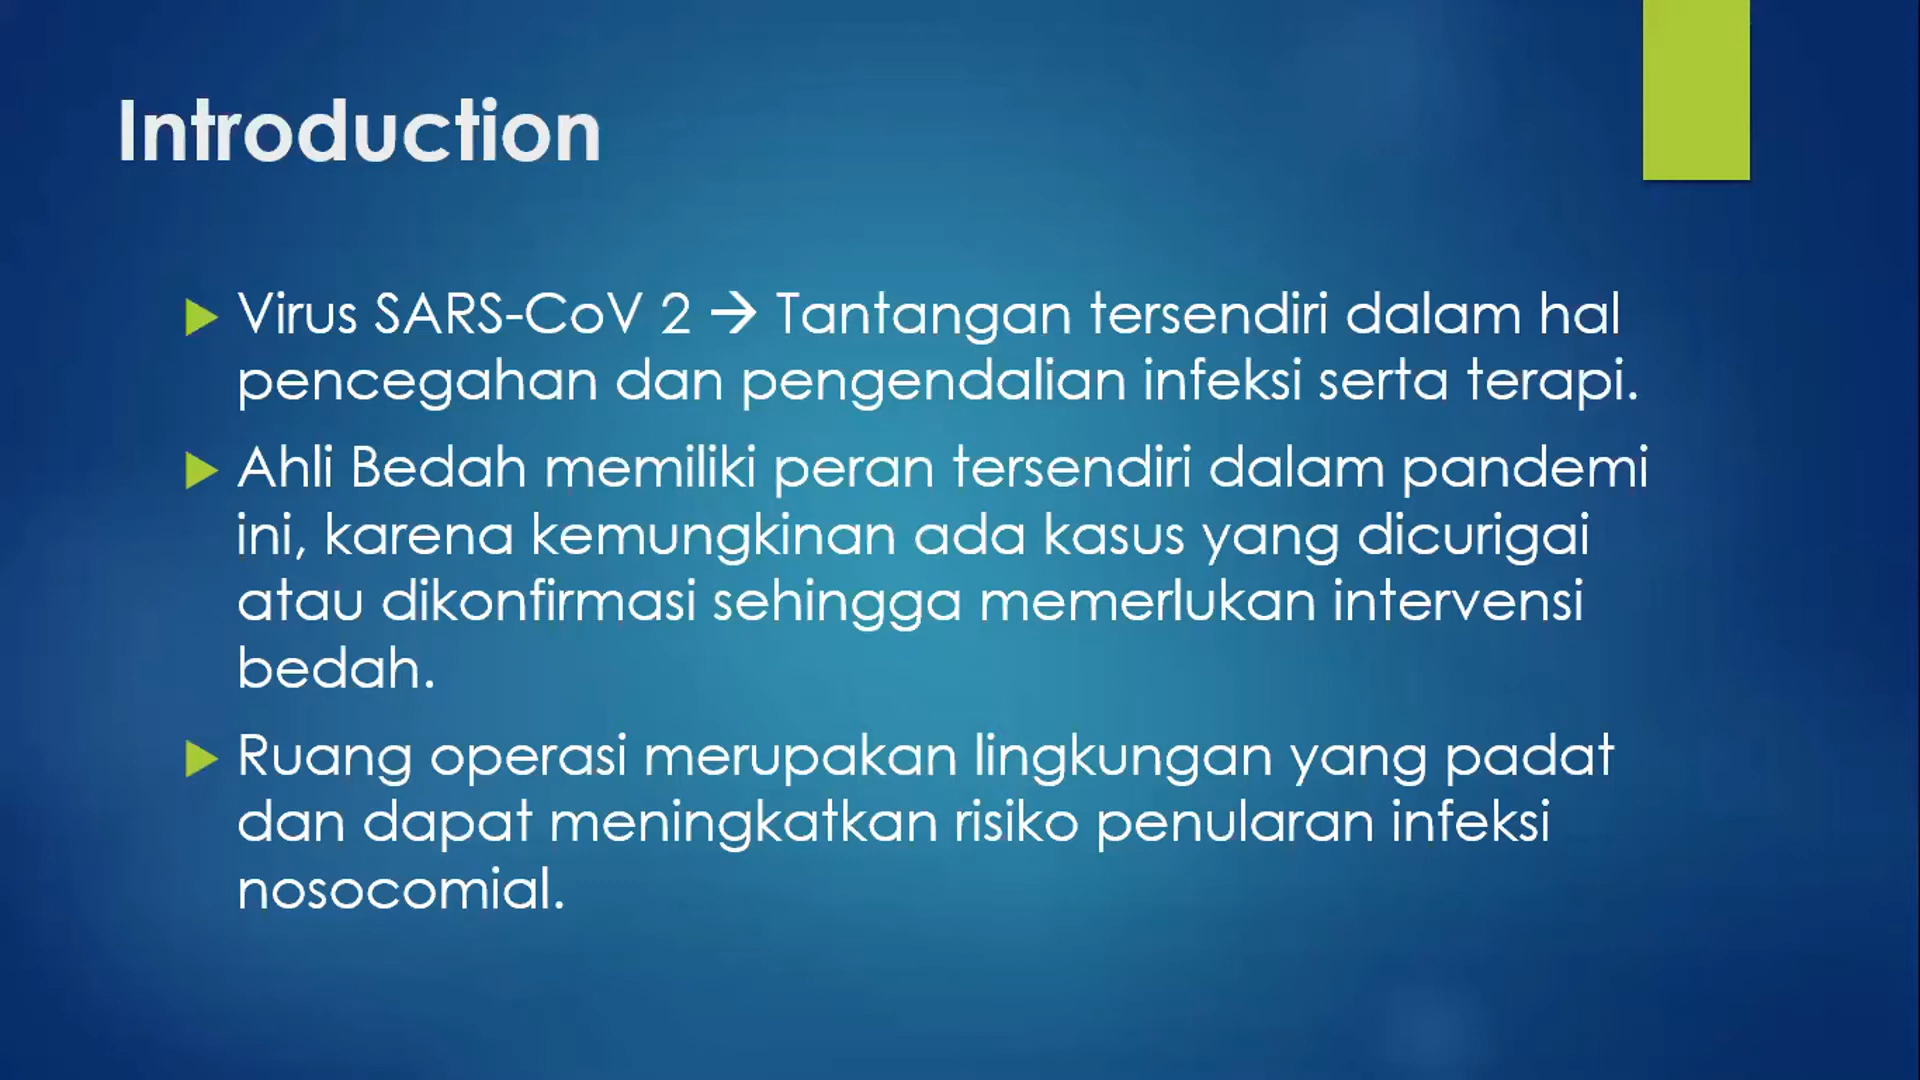 Introduction
Virus SARS-CoV 2 → Tantangan tersendiri dalam hal
pencegahan dan pengendalian infeksi serta terapi.
Ahli Bedah memiliki peran tersendiri dalam pandemi
ini, karena kemungkinan ada kasus yang dicurigai
atau dikonfirmasi sehingga memerlukan intervensi
bedah.
Ruang operasi merupakan lingkungan yang padat
dan dapat meningkatkan risiko penularan infeksi
nosocomial.